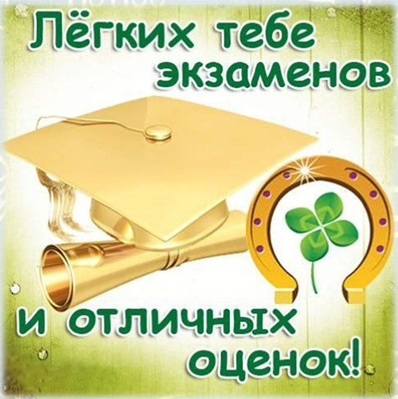 Лёгких тебе
экзаменов
и отличных
оценок!